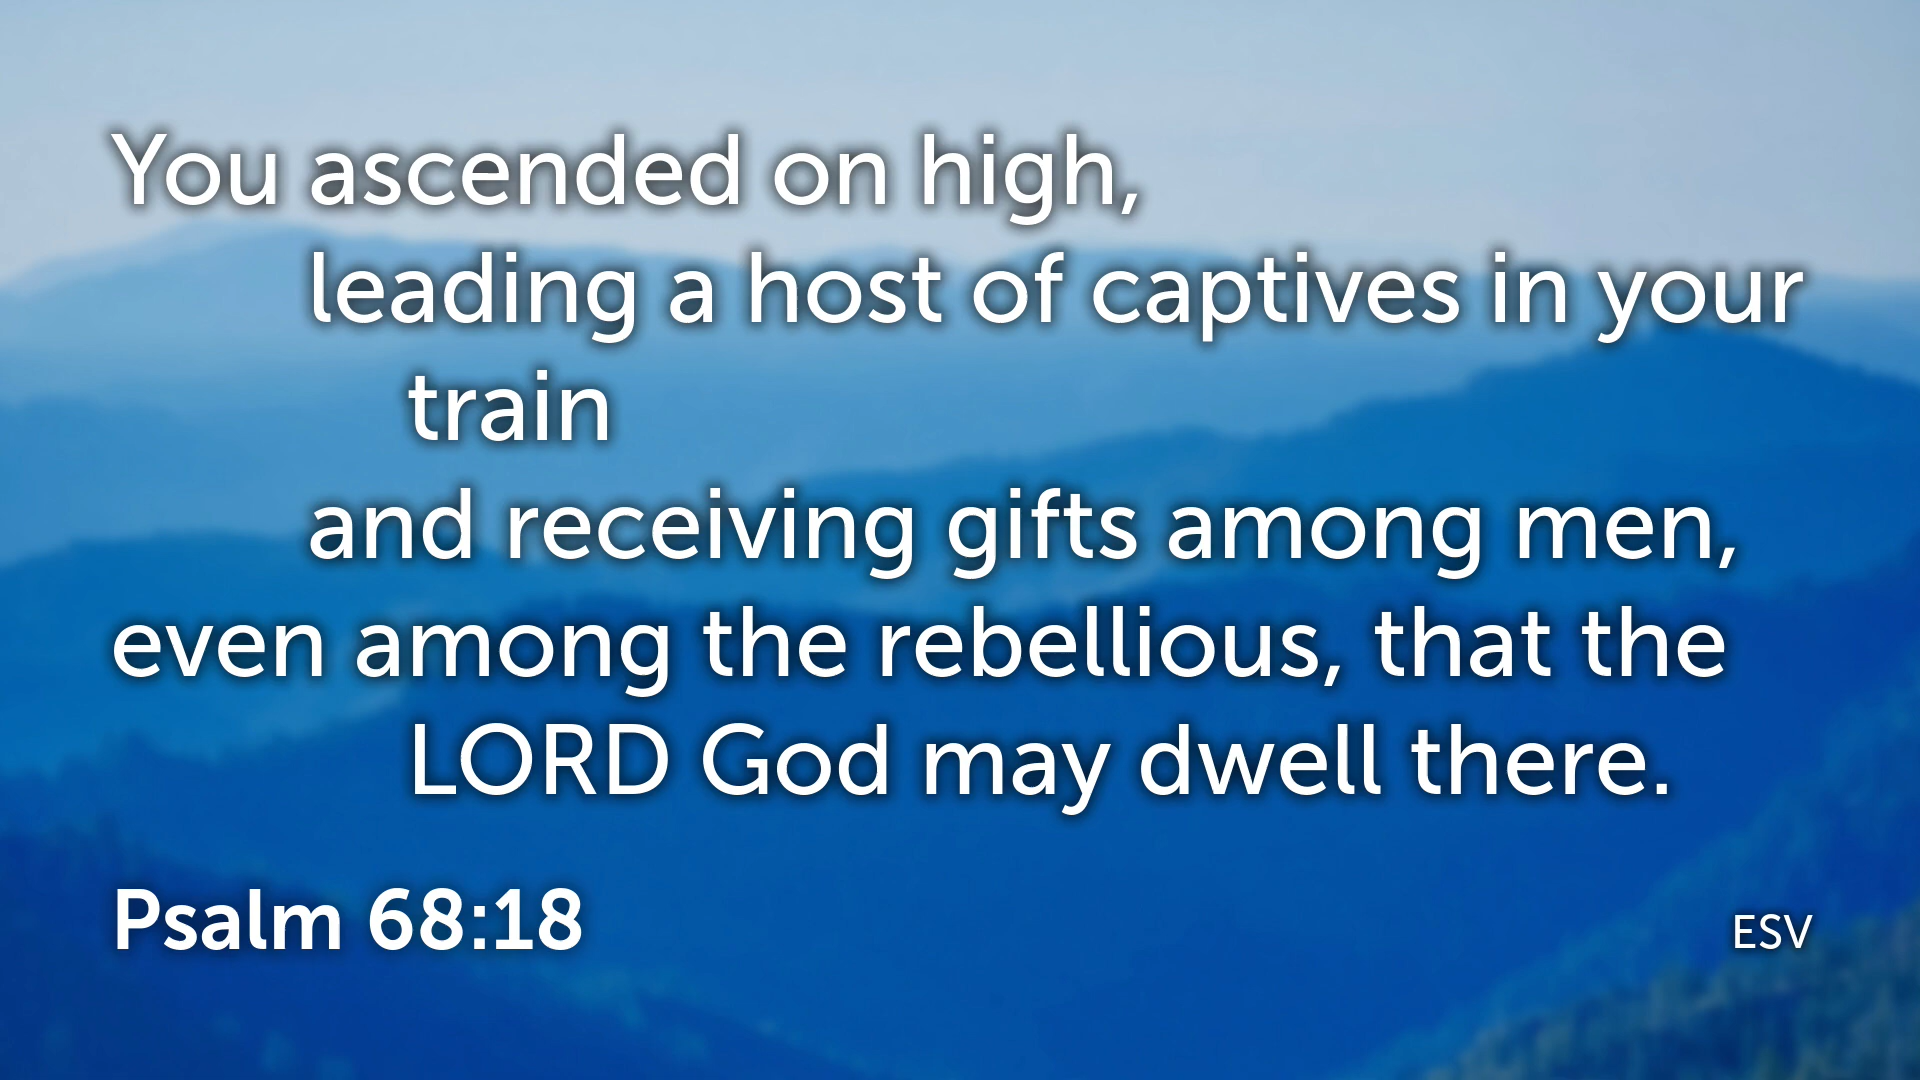 You ascended on high,
leading a host of captives in your
train
and receiving gifts among men,
even among the rebellious, that the
LORD God may dwell there.
Psalm 68:18
ESV